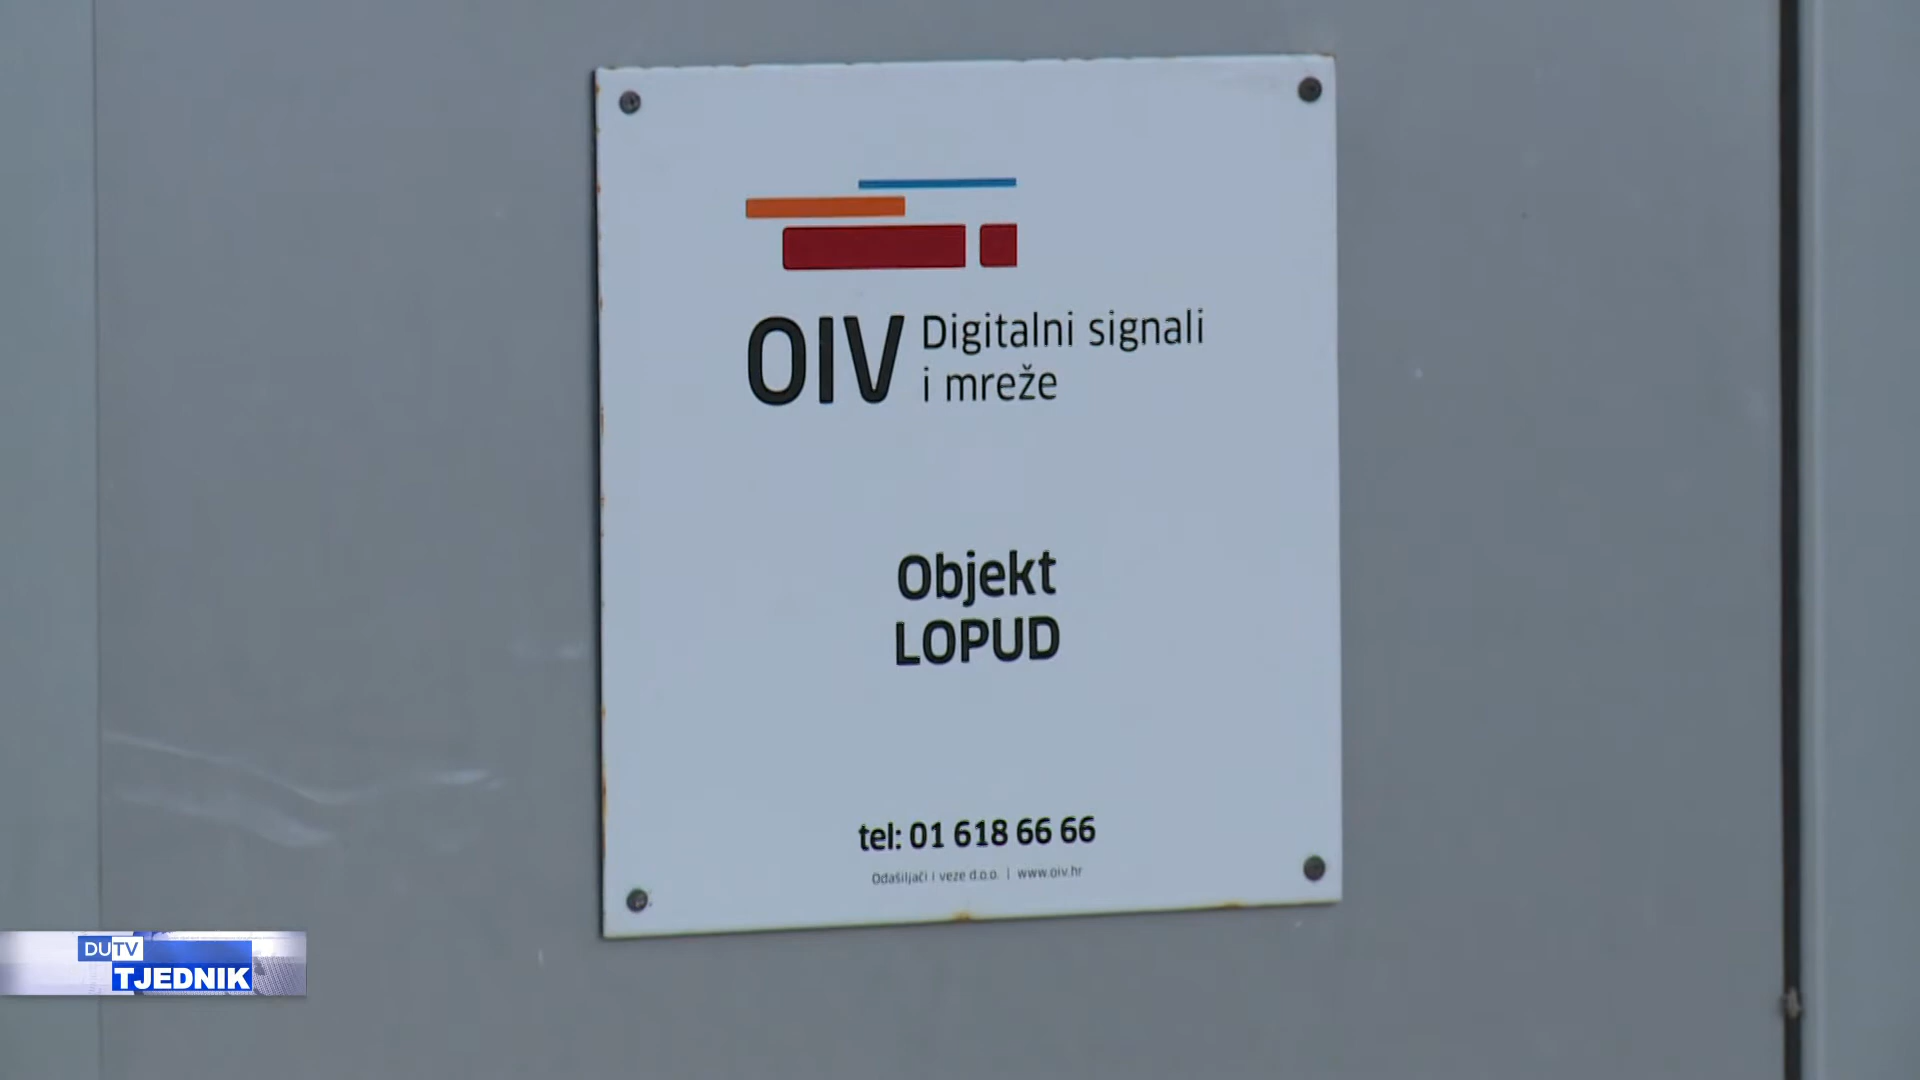 OIV Digitalni signali
i mreže
Objekt
LOPUD
tel: 01 618 66 66
Odašiljači i veze d.o.o. | www.oiv.hr
DUTV
TJEDNIK